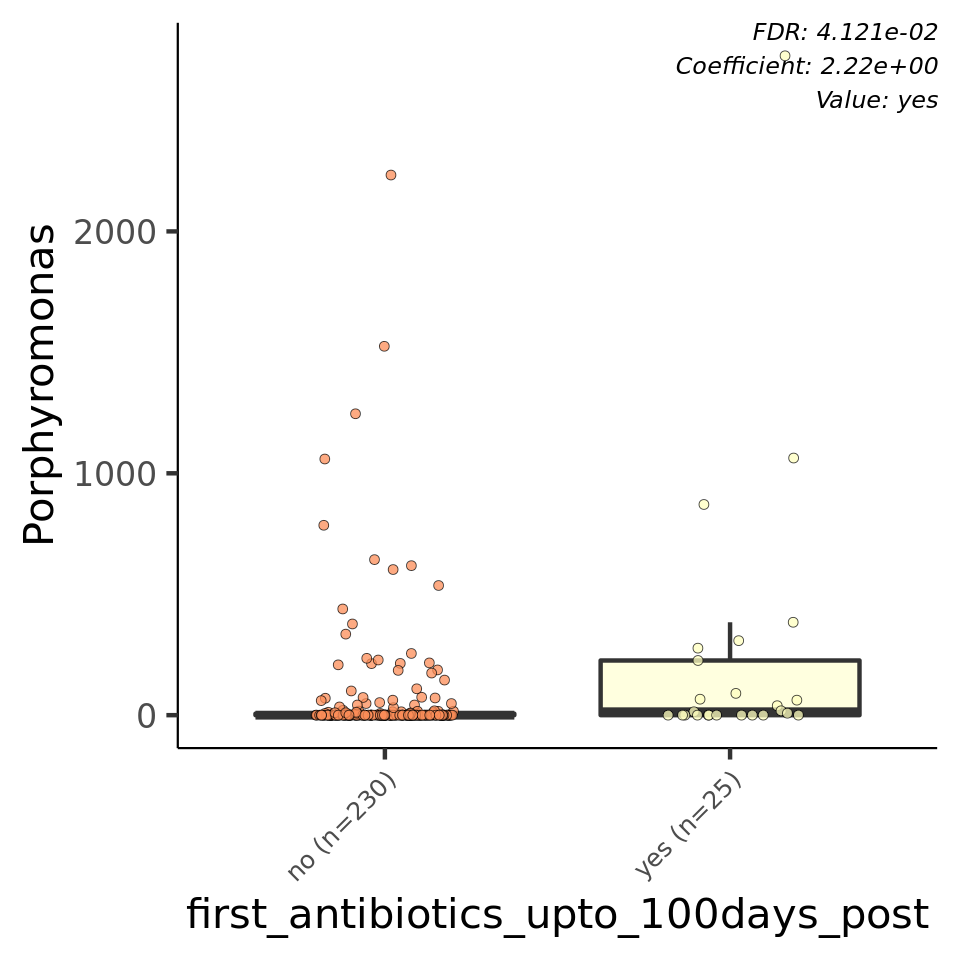 FDR: 4.121e-02
Coefficient: 2.22e+00
Value: yes
Porphyromonas
2000
1000
0
no (n=230)
yes (n=25)
first_antibiotics_upto_100days_post